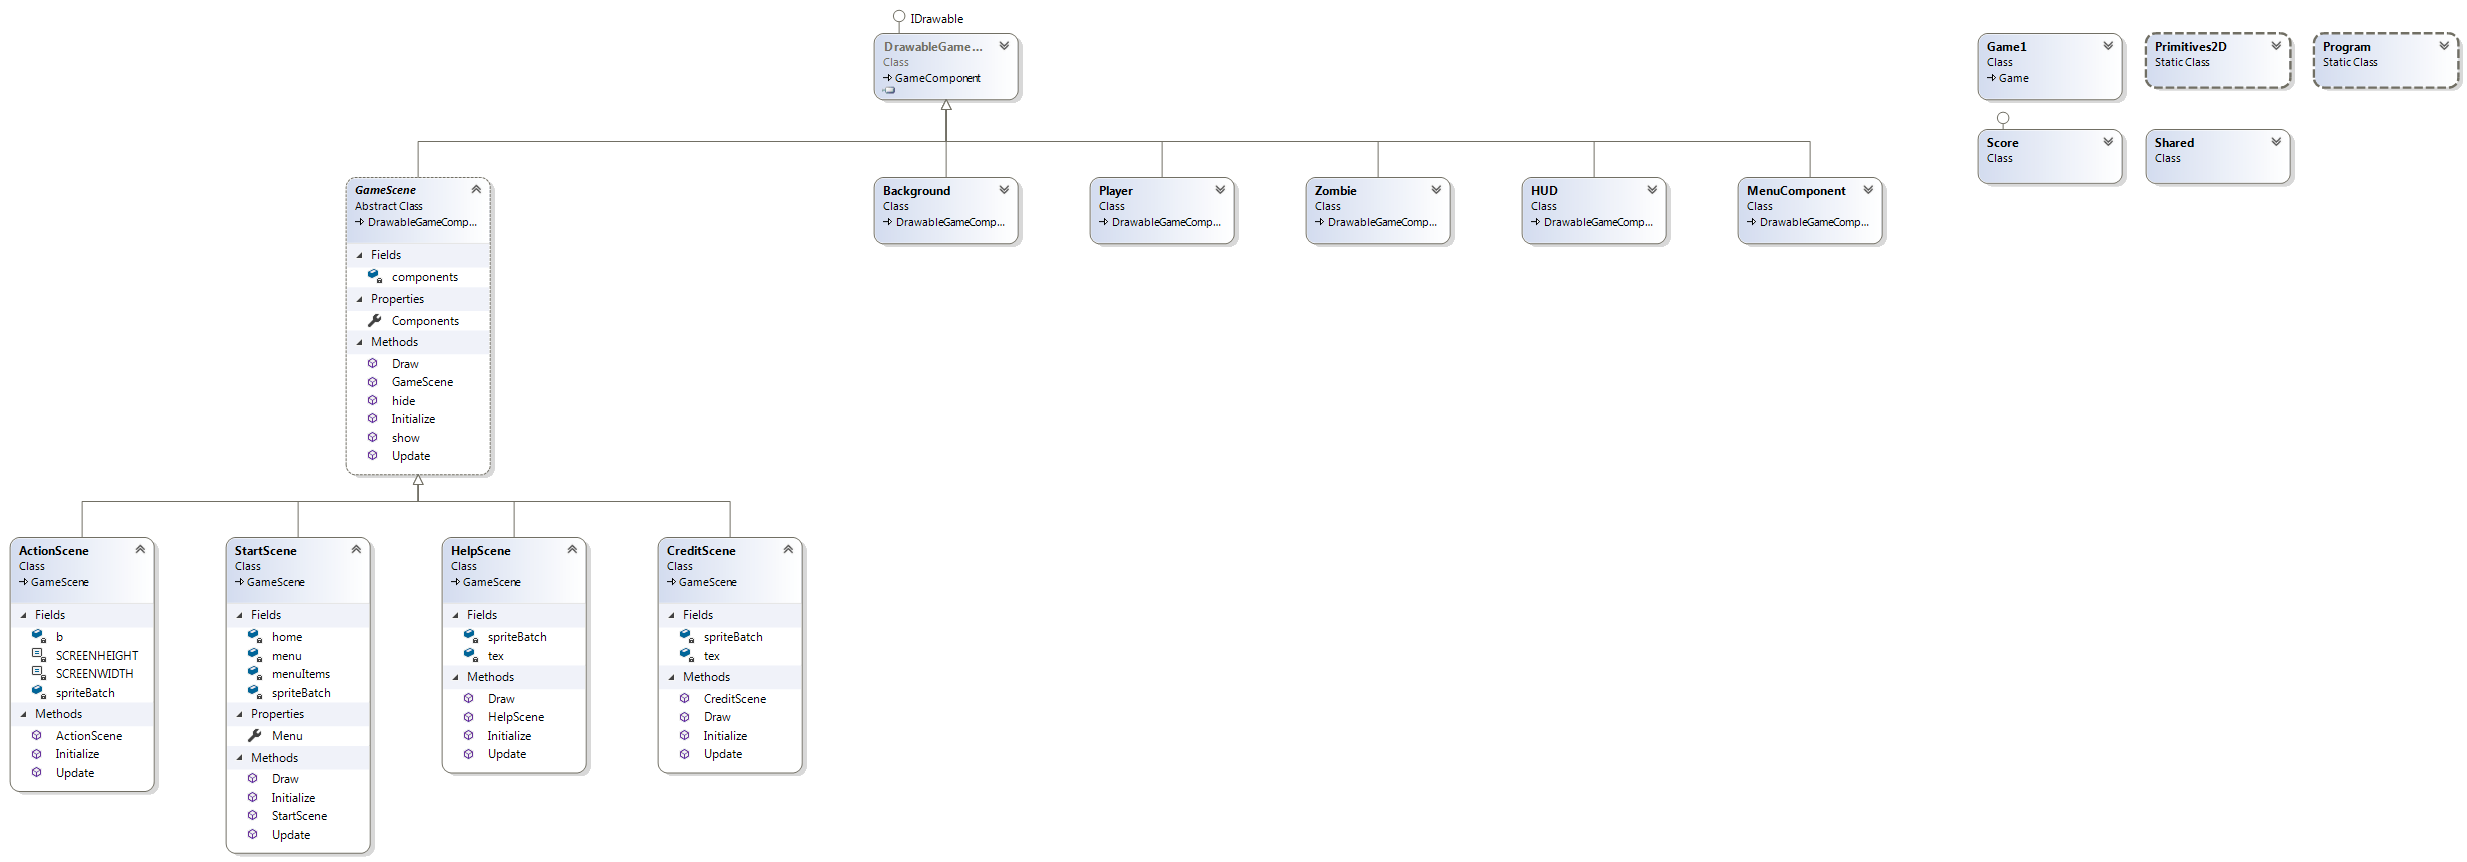 IDrawable
DrawableGame...
Class
GameComponent
Game1
Class
Game
Primitives2D
Static Class
Program
Static Class
Score
Class
Shared
Class
GameScene
Abstract Class
DrawableGameComp...
Fields
components
Properties
Components
Methods
Draw
GameScene
hide
Initialize
show
Update
Background
Class
DrawableGameComp...
Player
Class
DrawableGameComp...
Zombie
Class
DrawableGameComp...
HUD
Class
DrawableGameComp...
MenuComponent
Class
DrawableGameComp...
ActionScene
Class
GameScene
Fields
b
SCREENHEIGHT
SCREENWIDTH
spriteBatch
Methods
ActionScene
Initialize
Update
StartScene
Class
GameScene
Fields
home
menu
menuItems
spriteBatch
Properties
Menu
Methods
Draw
Initialize
StartScene
Update
HelpScene
Class
GameScene
Fields
spriteBatch
tex
Methods
Draw
HelpScene
Initialize
Update
CreditScene
Class
GameScene
Fields
spriteBatch
tex
Methods
CreditScene
Draw
Initialize
Update